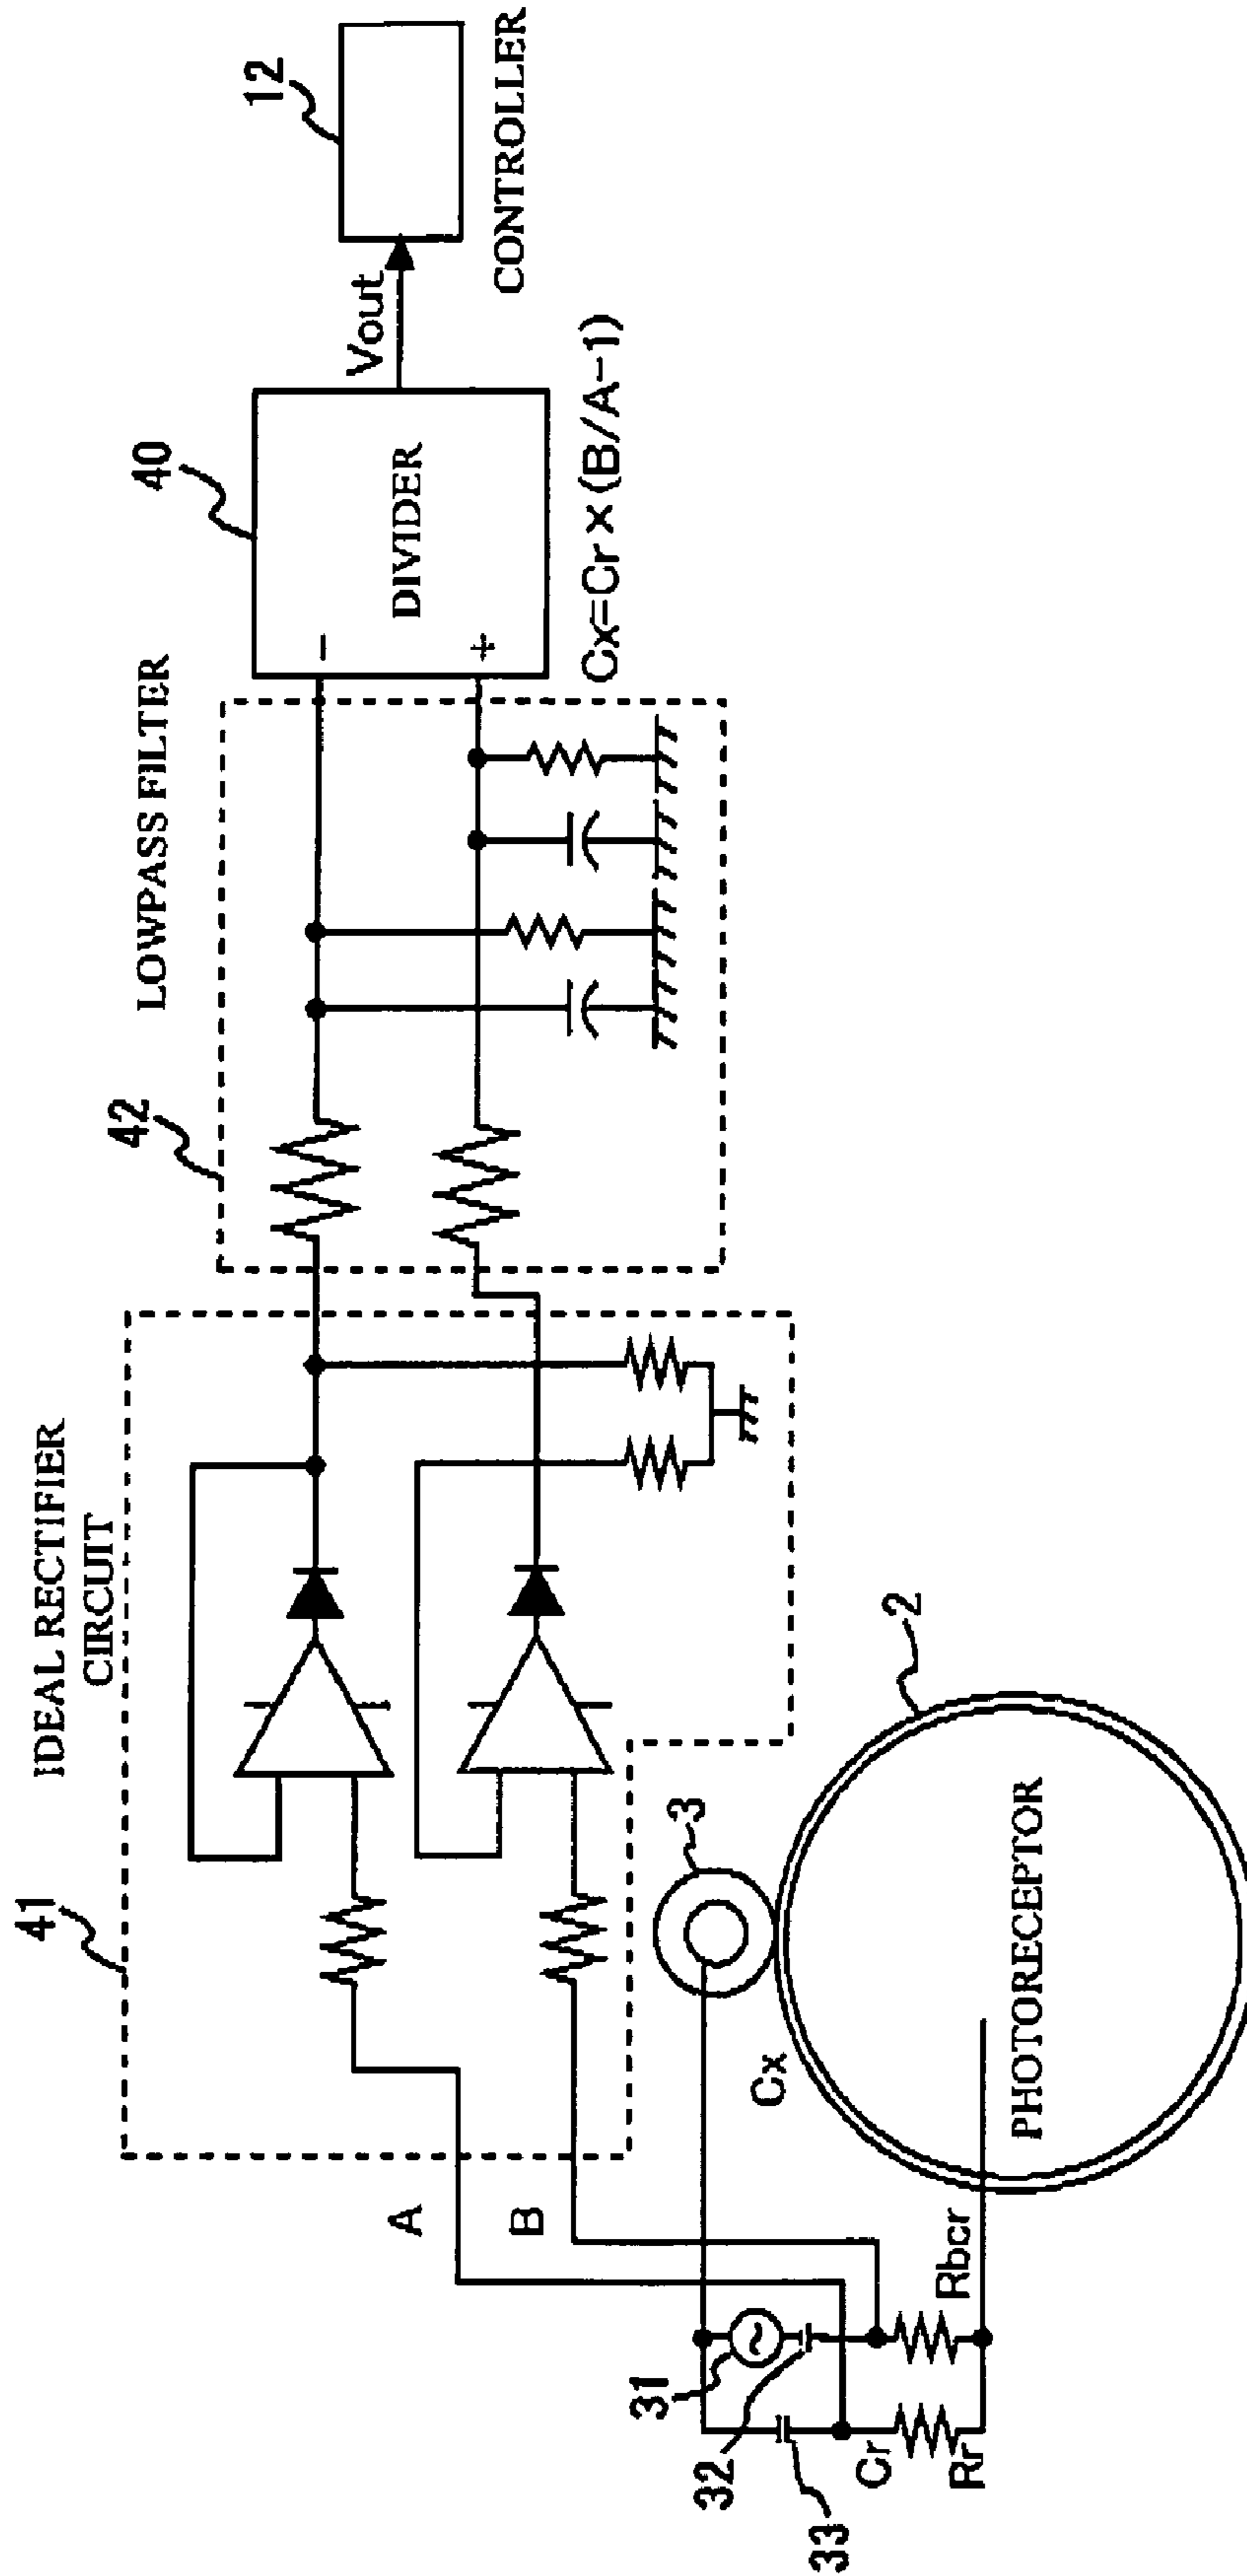 IDEAL RECTIFIER
CIRCUIT
41
LOWPASS FILTER
42
40
DIVIDER
-
+
Cx=Cr x (B/A-1)
Vout
12
CONTROLLER
A
B
31
32
33
Cr
Rr
Rbcr
Cx
3
2
PHOTORECEPTOR